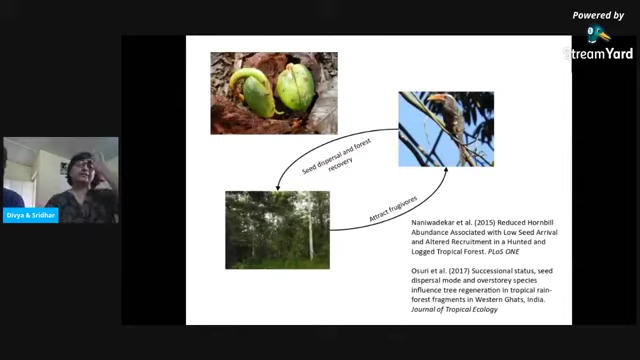 Powered by
StreamYard
Seed dispersal and forest
recovery
Attract frugivores
Divya & Sridhar
Naniwadekar et al. (2015) Reduced Hornbill
Abundance Associated with Low Seed Arrival
and Altered Recruitment in a Hunted and
Logged Tropical Forest. PLoS ONE
Osuri et al. (2017) Successional status, seed
dispersal mode and overstorey species
influence tree regeneration in tropical rain-
forest fragments in Western Ghats, India.
Journal of Tropical Ecology